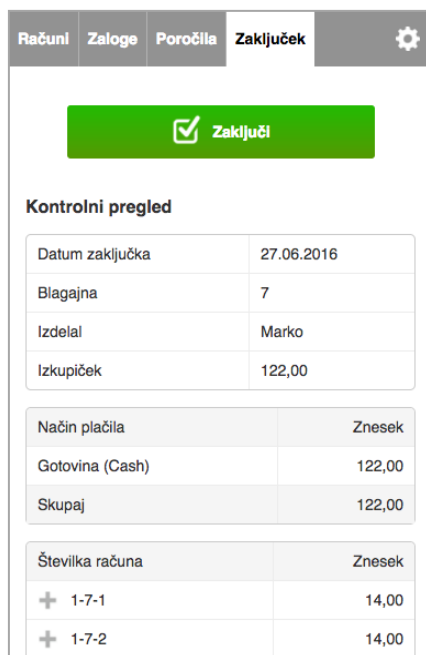 Računi Zaloge Poročila Zaključek
Zaključi
Kontrolni pregled
Datum zaključka 27.06.2016
Blagajna 7
Izdelal Marko
Izkupiček 122,00
Način plačila Znesek
Gotovina (Cash) 122,00
Skupaj 122,00
Številka računa Znesek
1-7-1 14,00
1-7-2 14,00